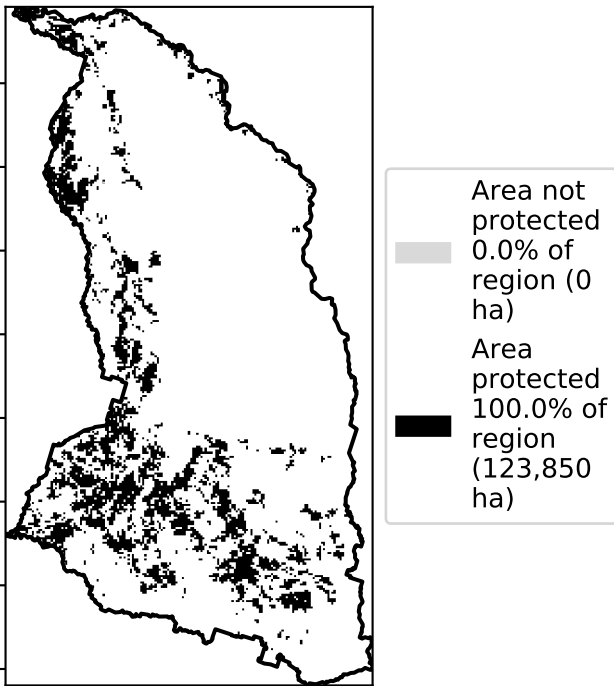 Area not
protected
0.0% of
region (0
ha)
Area
protected
100.0% of
region
(123,850
ha)